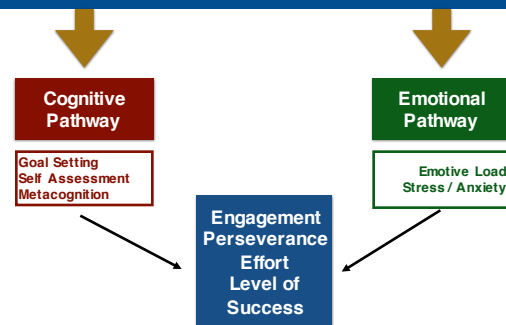 Cognitive
Pathway
Goal Setting
Self Assessment
Metacognition
Emotional
Pathway
Emotive Load
Stress / Anxiety
Engagement
Perseverance
Effort
Level of
Success